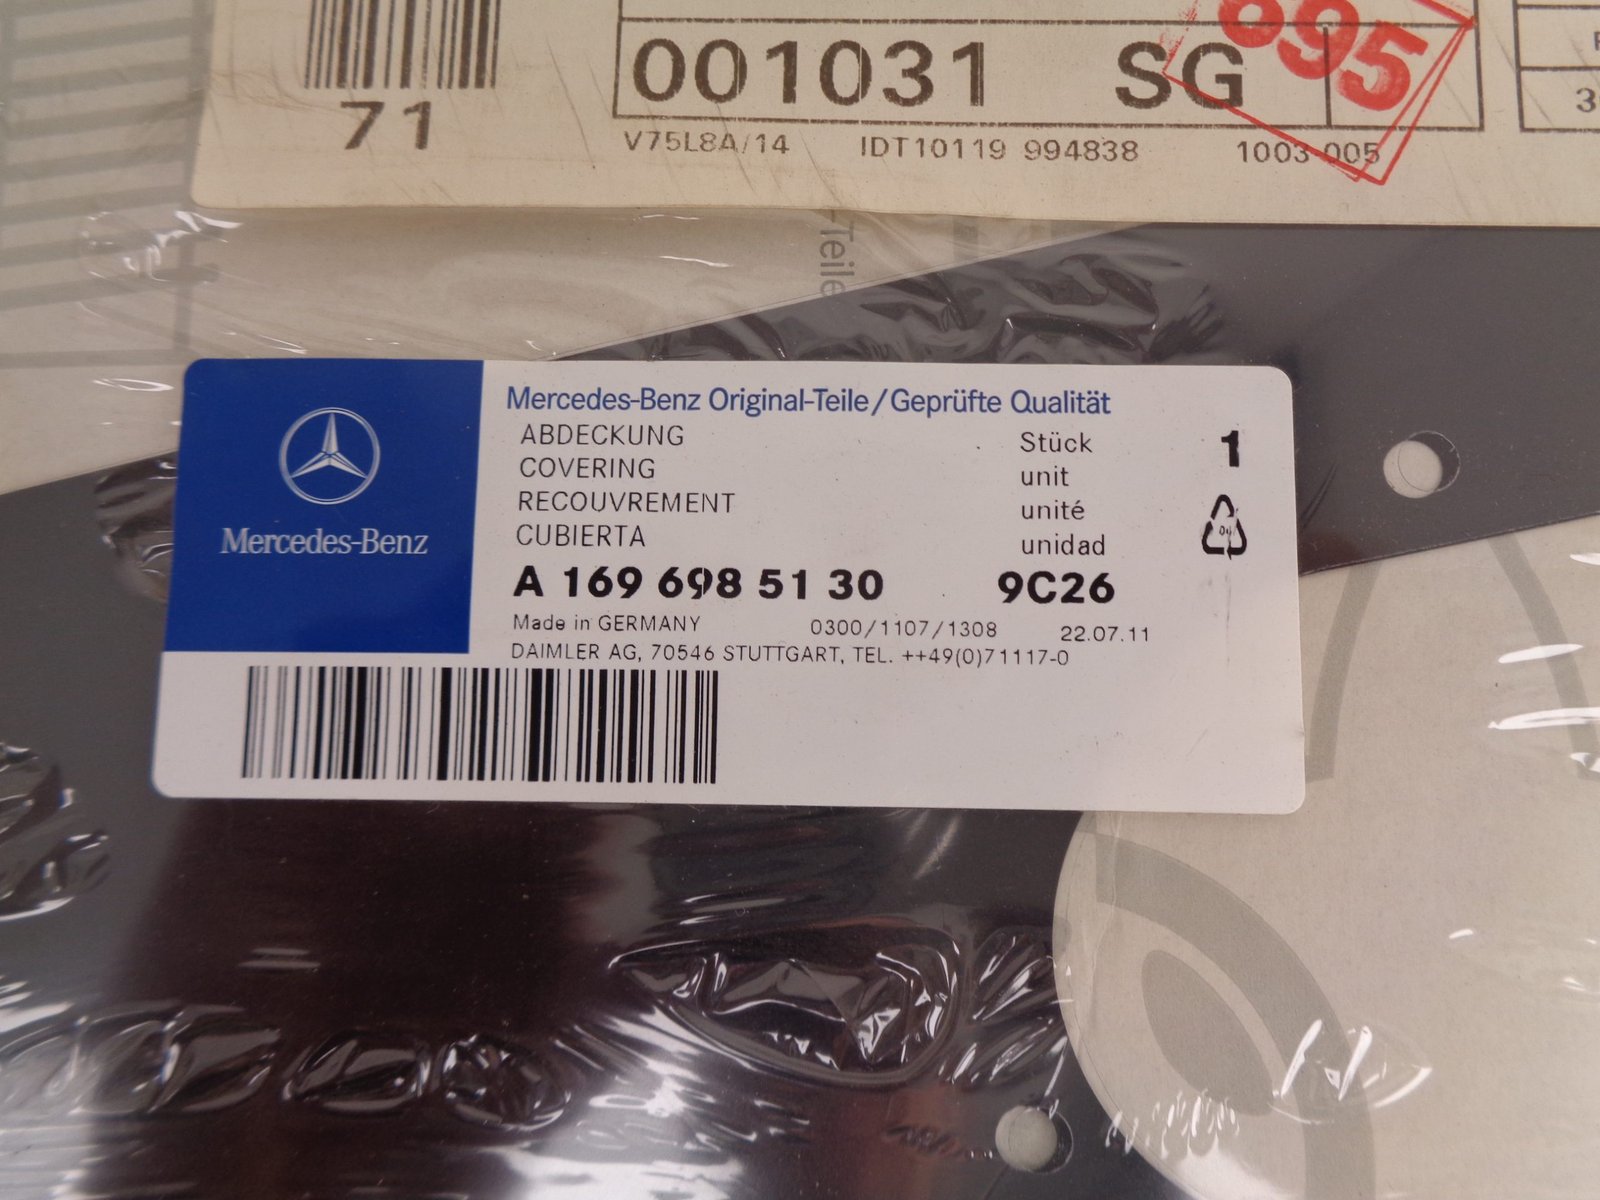 71
001031 SG
895
V75L8A/14 IDT10119 994838 1003-005
Teile
Mercedes-Benz
Mercedes-Benz Original-Teile/Geprüfte Qualität
ABDECKUNG Stück 1
COVERING unit
RECOUVREMENT unité
CUBIERTA unidad
A 169 698 51 30 9C26
Made in GERMANY 0300/1107/1308 22.07.11
DAIMLER AG, 70546 STUTTGART, TEL. ++49(0)71117-0